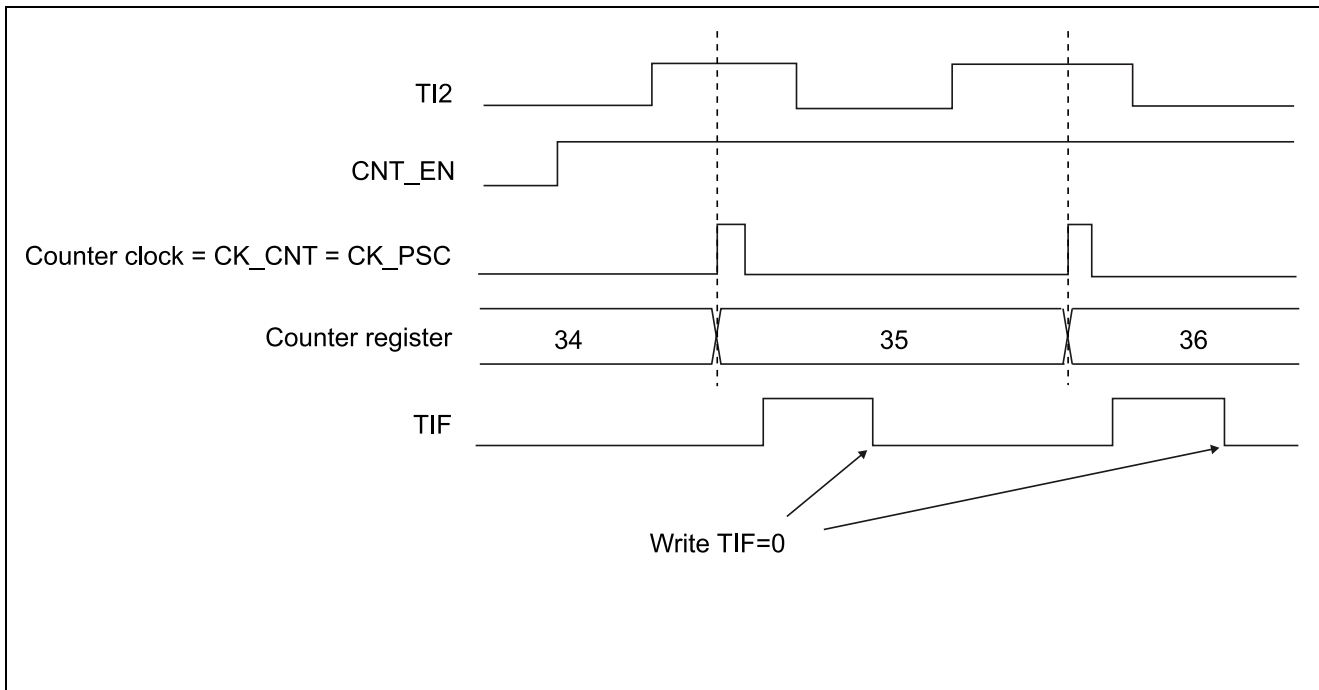 TI2
CNT_EN
Counter clock = CK_CNT = CK_PSC
Counter register 34 35 36
TIF
Write TIF=0